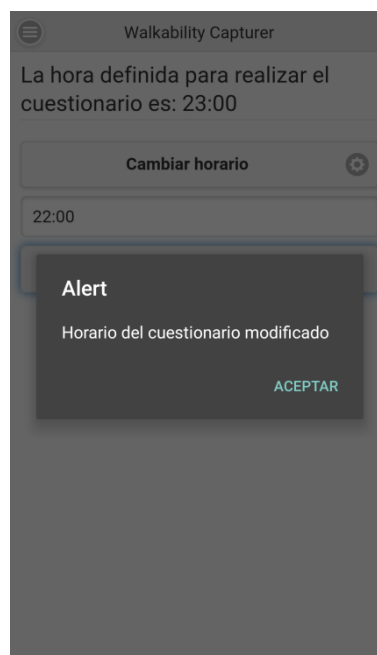 Walkability Capturer
La hora definida para realizar el
cuestionario es: 23:00
Cambiar horario
22:00
Alert
Horario del cuestionario modificado
ACEPTAR